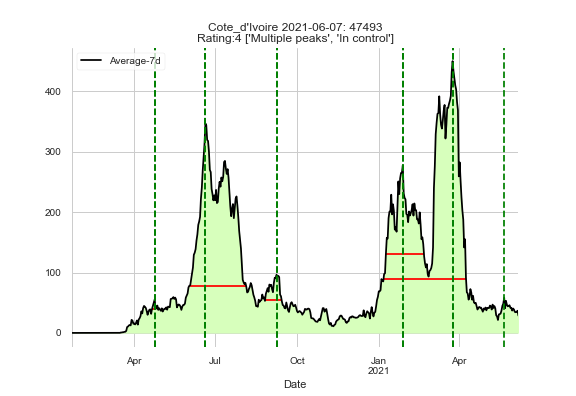 Cote_d'Ivoire 2021-06-07: 47493
Rating:4 ['Multiple peaks', 'In control']
Average-7d
400
300
200
100
0
Apr Jul Oct Jan Apr
2021
Date